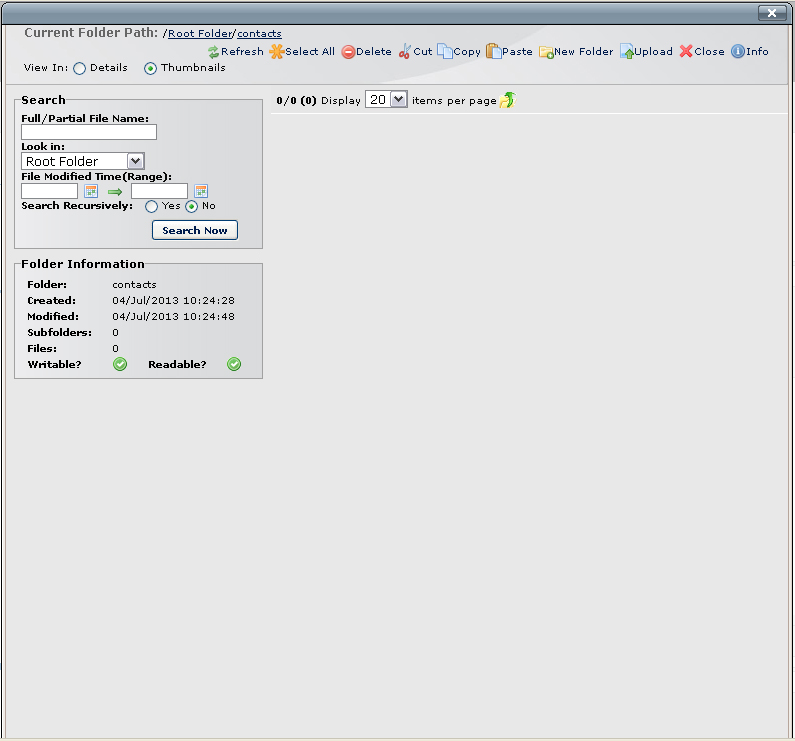 Current Folder Path: /Root Folder/contacts
Refresh Select All Delete Cut Copy Paste New Folder Upload Close Info
View In: Details Thumbnails
Search
Full/Partial File Name:
Look in:
Root Folder
File Modified Time(Range):
Search Recursively: Yes No
Search Now
0/0 (0) Display 20 items per page
Folder Information
Folder: contacts
Created: 04/Jul/2013 10:24:28
Modified: 04/Jul/2013 10:24:48
Subfolders: 0
Files: 0
Writable? Readable?